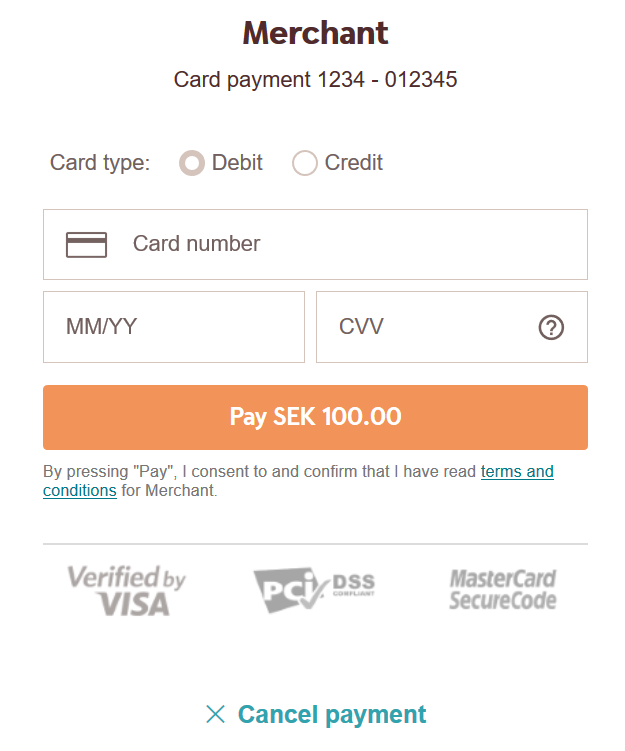 Merchant
Card payment 1234 - 012345
Card type: Debit Credit
Card number
MM/YY CVV ?
Pay SEK 100.00
By pressing "Pay", I consent to and confirm that I have read terms and
conditions for Merchant.
Verified by
VISA
PCI DSS
COMPLIANT
MasterCard
SecureCode
Cancel payment